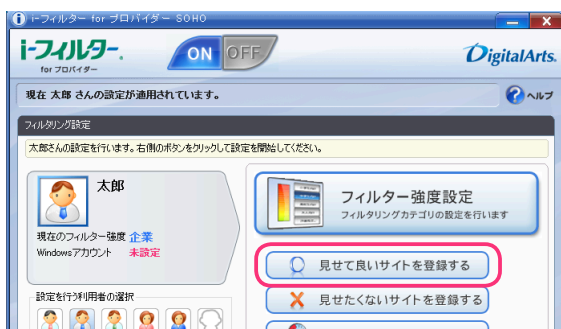 i-フィルター for プロバイダー SOHO
i-フィルター.
for プロバイダー
ON OFF
DigitalArts.
現在 太郎 さんの設定が適用されています。
ヘルプ
フィルタリング設定
太郎さんの設定を行います。右側のボタンをクリックして設定を開始してください。
太郎
現在のフィルター強度 企業
Windowsアカウント 未設定
設定を行う利用者の選択
フィルター強度設定
フィルタリングカテゴリの設定を行います
見せて良いサイトを登録する
見せたくないサイトを登録する